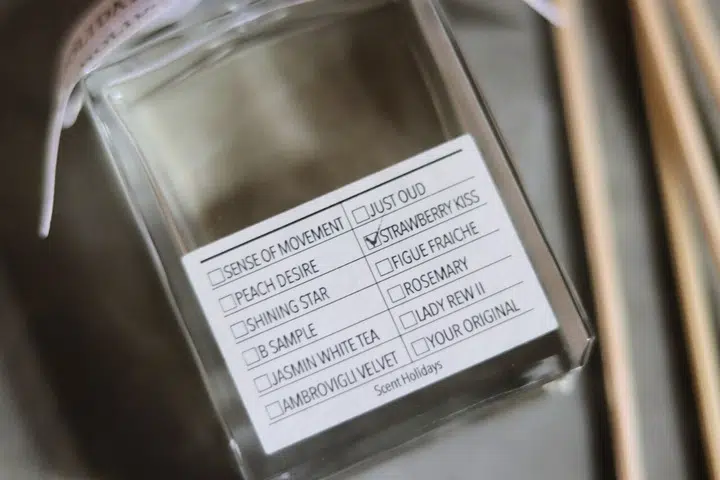 SENSE OF MOVEMENT
PEACH DESIRE
SHINING STAR
B SAMPLE
JASMIN WHITE TEA
AMBROVIGLI VELVET
JUST OUD
STRAWBERRY KISS
FIGUE FRAICHE
ROSEMARY
LADY REW II
YOUR ORIGINAL
Scent Holidays